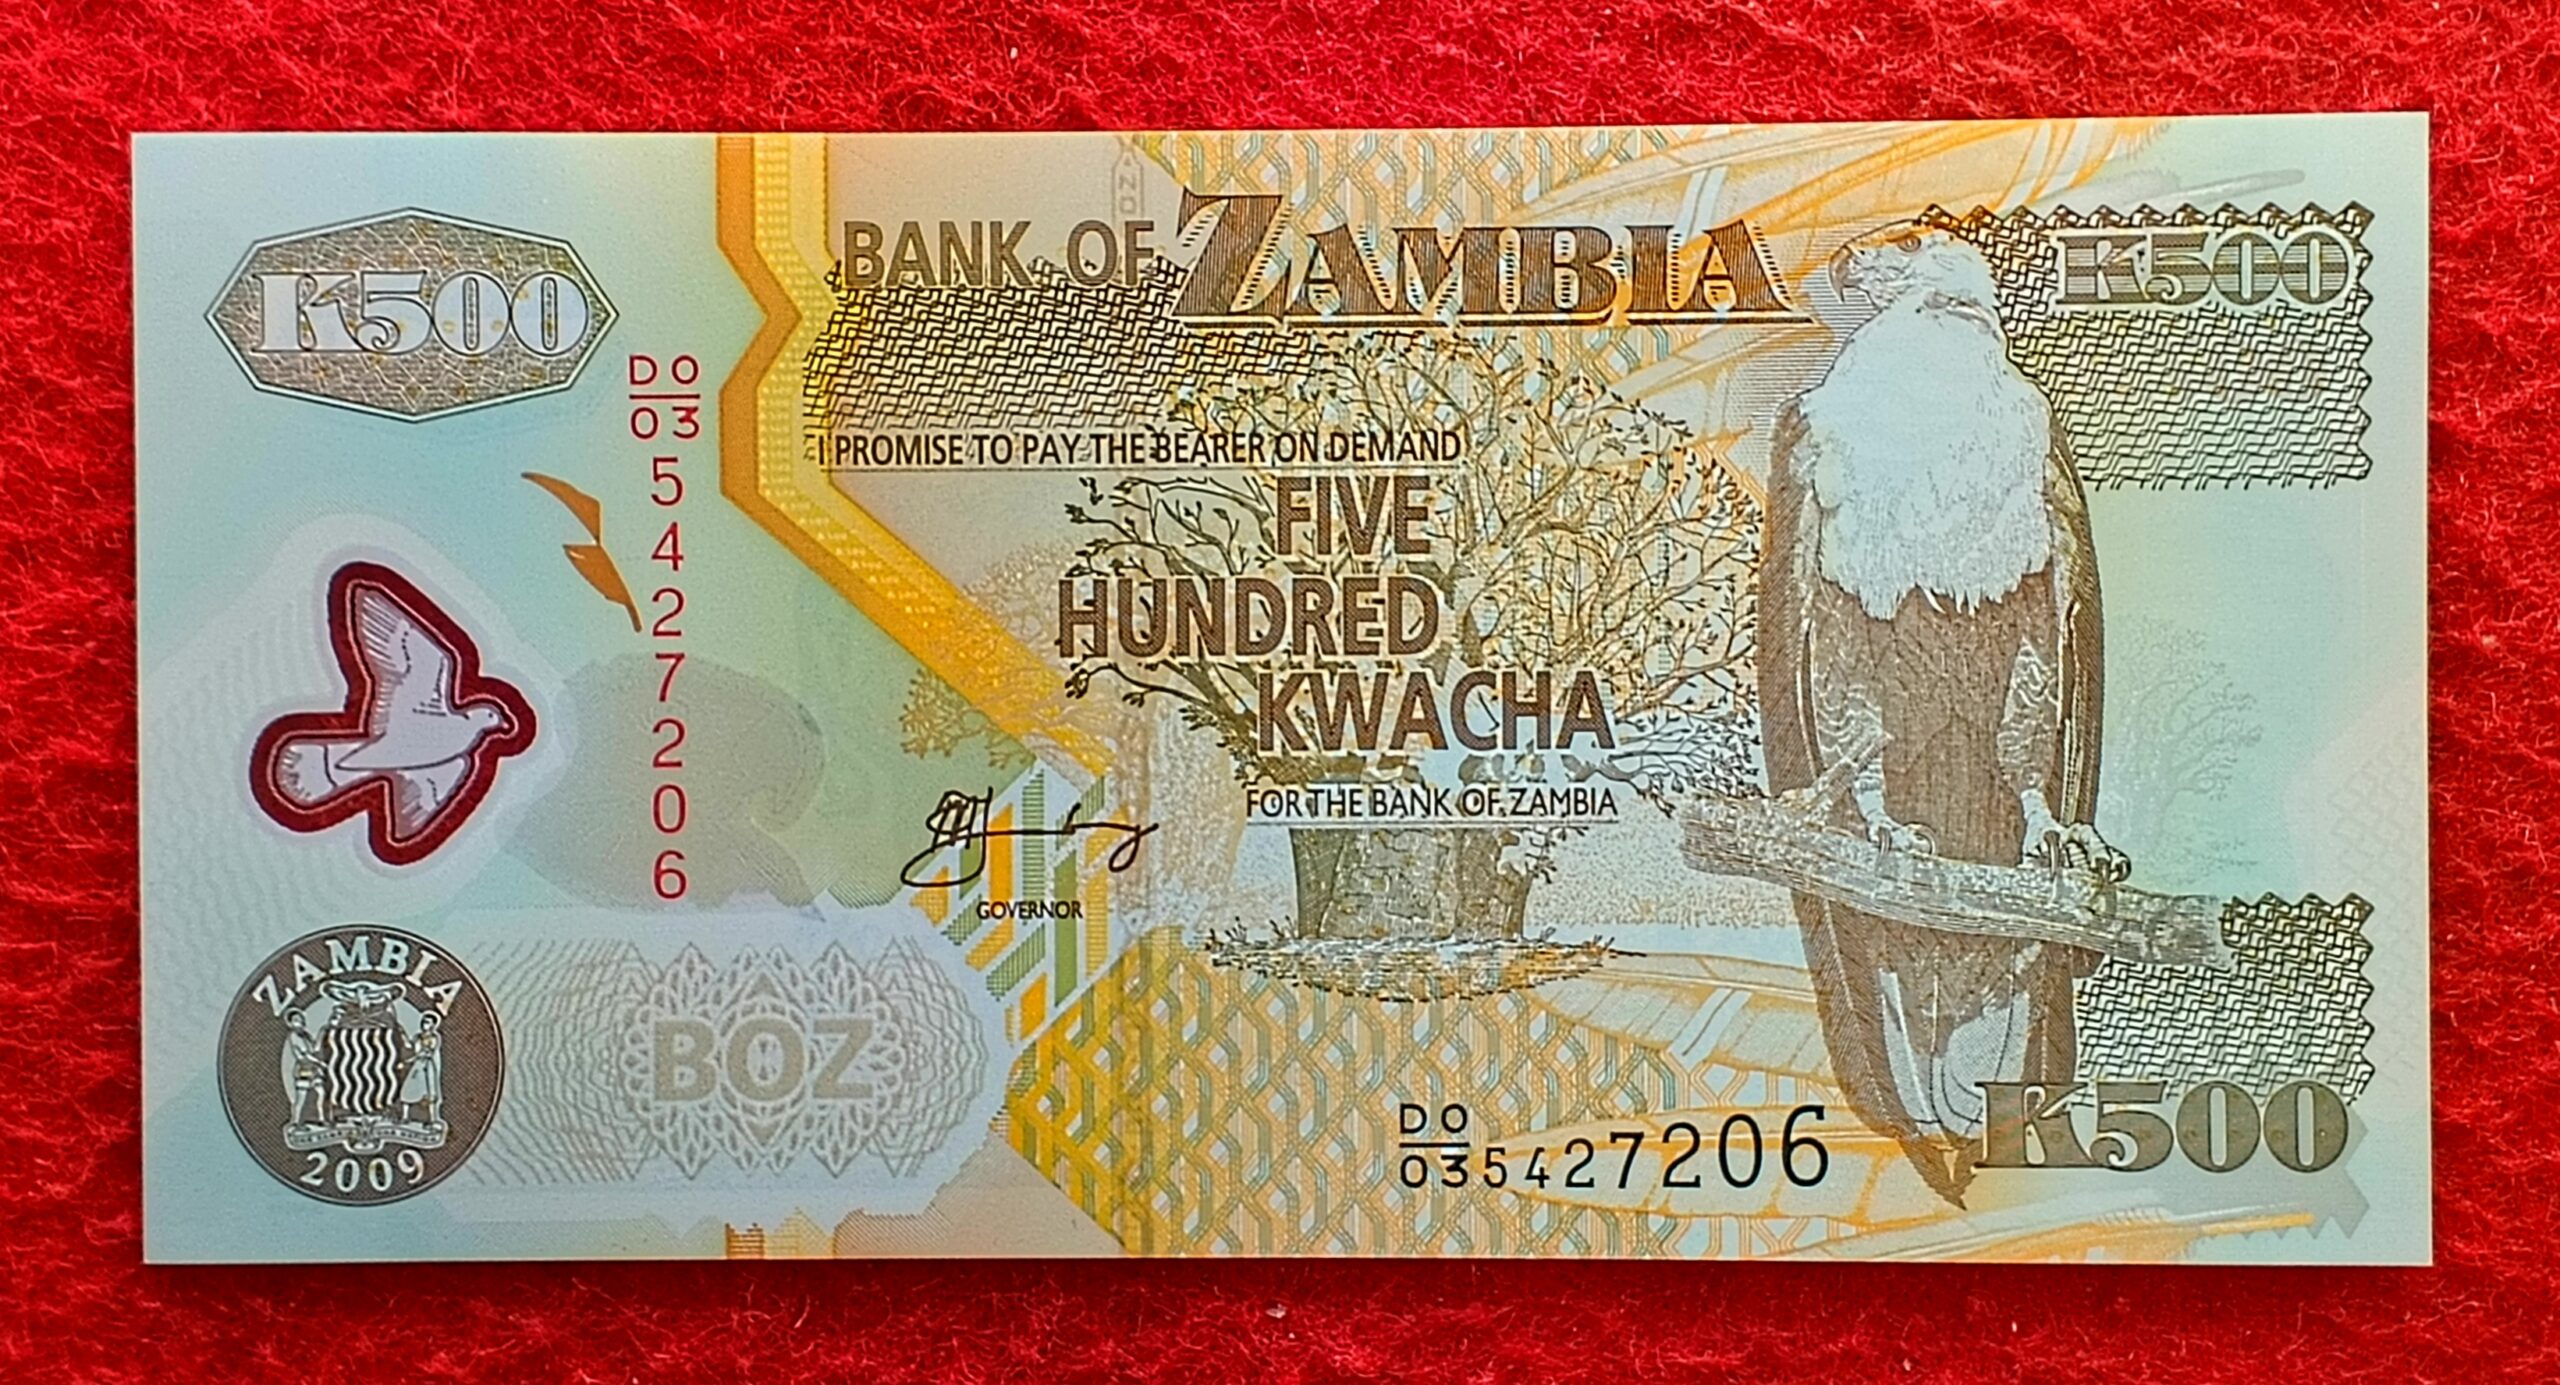 BANK OF ZAMBIA
K500
K500
DO
03
5
4
2
7
2
0
6
I PROMISE TO PAY THE BEARER ON DEMAND
FIVE
HUNDRED
KWACHA
FOR THE BANK OF ZAMBIA
GOVERNOR
ZAMBIA
2009
BOZ
DO
03 5427206
K500